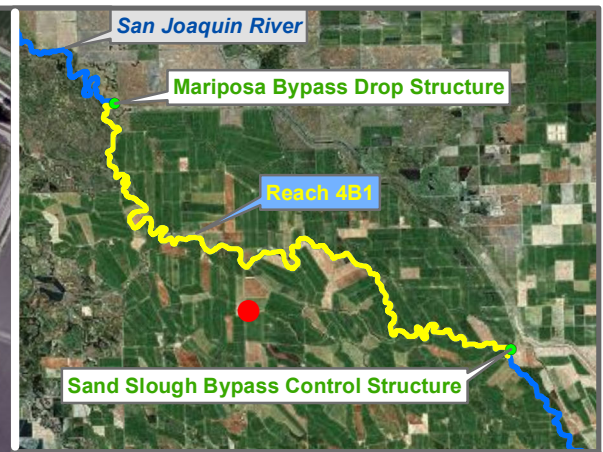 San Joaquin River
Mariposa Bypass Drop Structure
Reach 4B1
Sand Slough Bypass Control Structure